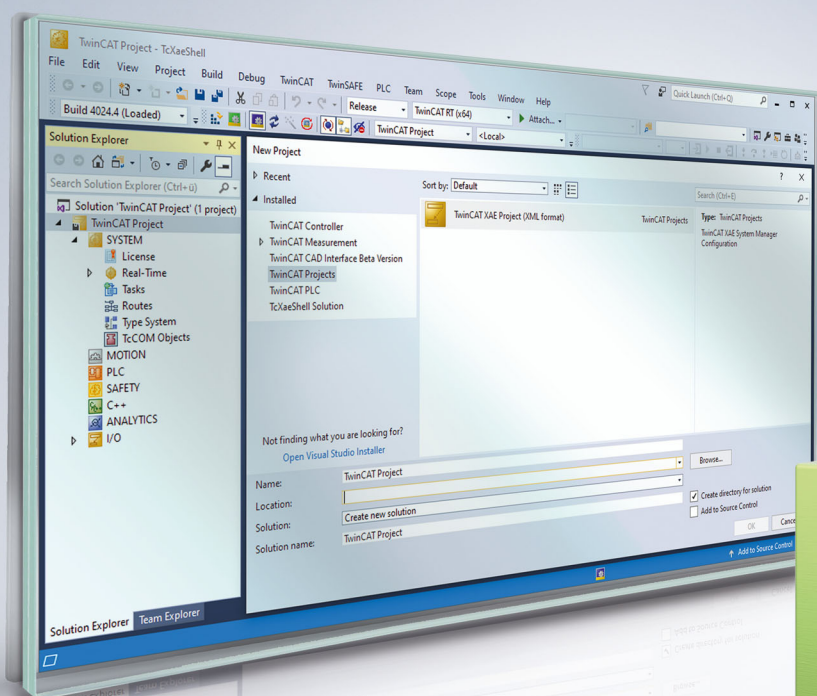 TwinCAT Project - TcXaeShell
File Edit View Project Build Debug TwinCAT TwinSAFE PLC Team Scope Tools Window Help
Quick Launch (Ctrl+Q)
Release TwinCAT RT (x64) Attach...
Build 4024.4 (Loaded) TwinCAT Project <Local>
Solution Explorer
Search Solution Explorer (Ctrl+ü)
Solution 'TwinCAT Project' (1 project)
TwinCAT Project
SYSTEM
License
Real-Time
Tasks
Routes
Type System
TcCOM Objects
MOTION
PLC
SAFETY
C++
ANALYTICS
I/O
Solution Explorer Team Explorer
New Project ? X
Recent
Installed
TwinCAT Controller
TwinCAT Measurement
TwinCAT CAD Interface Beta Version
TwinCAT Projects
TwinCAT PLC
TcXaeShell Solution
Not finding what you are looking for?
Open Visual Studio Installer
Sort by: Default
Search (Ctrl+E)
TwinCAT XAE Project (XML format) TwinCAT Projects
Type: TwinCAT Projects
TwinCAT XAE System Manager
Configuration
Name: TwinCAT Project
Location: Browse...
Solution: Create new solution
Solution name: TwinCAT Project
Create directory for solution
Add to Source Control
OK Cance
Add to Source Control